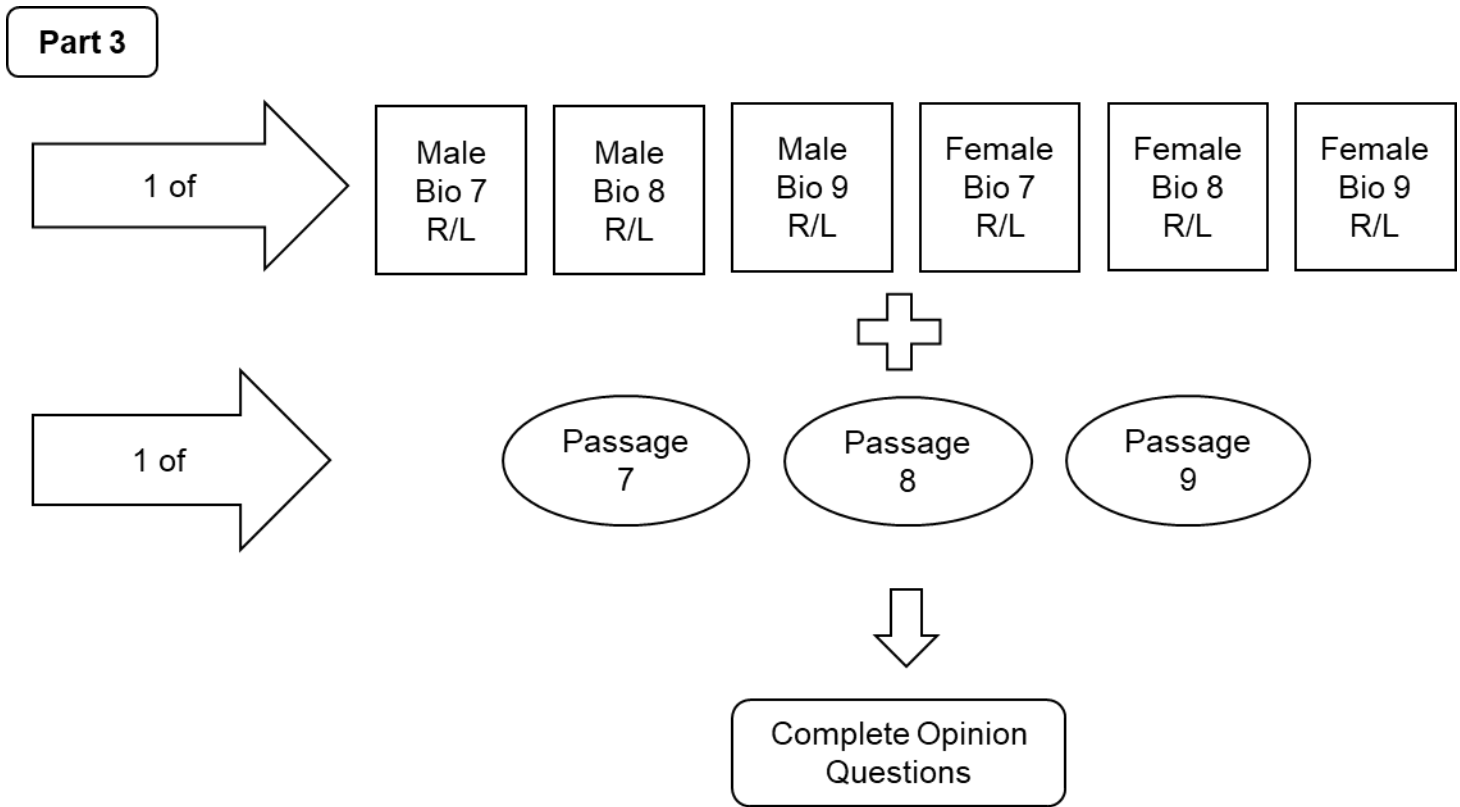 Part 3
1 of
Male
Bio 7
R/L
Male
Bio 8
R/L
Male
Bio 9
R/L
Female
Bio 7
R/L
Female
Bio 8
R/L
Female
Bio 9
R/L
1 of
Passage
7
Passage
8
Passage
9
Complete Opinion
Questions